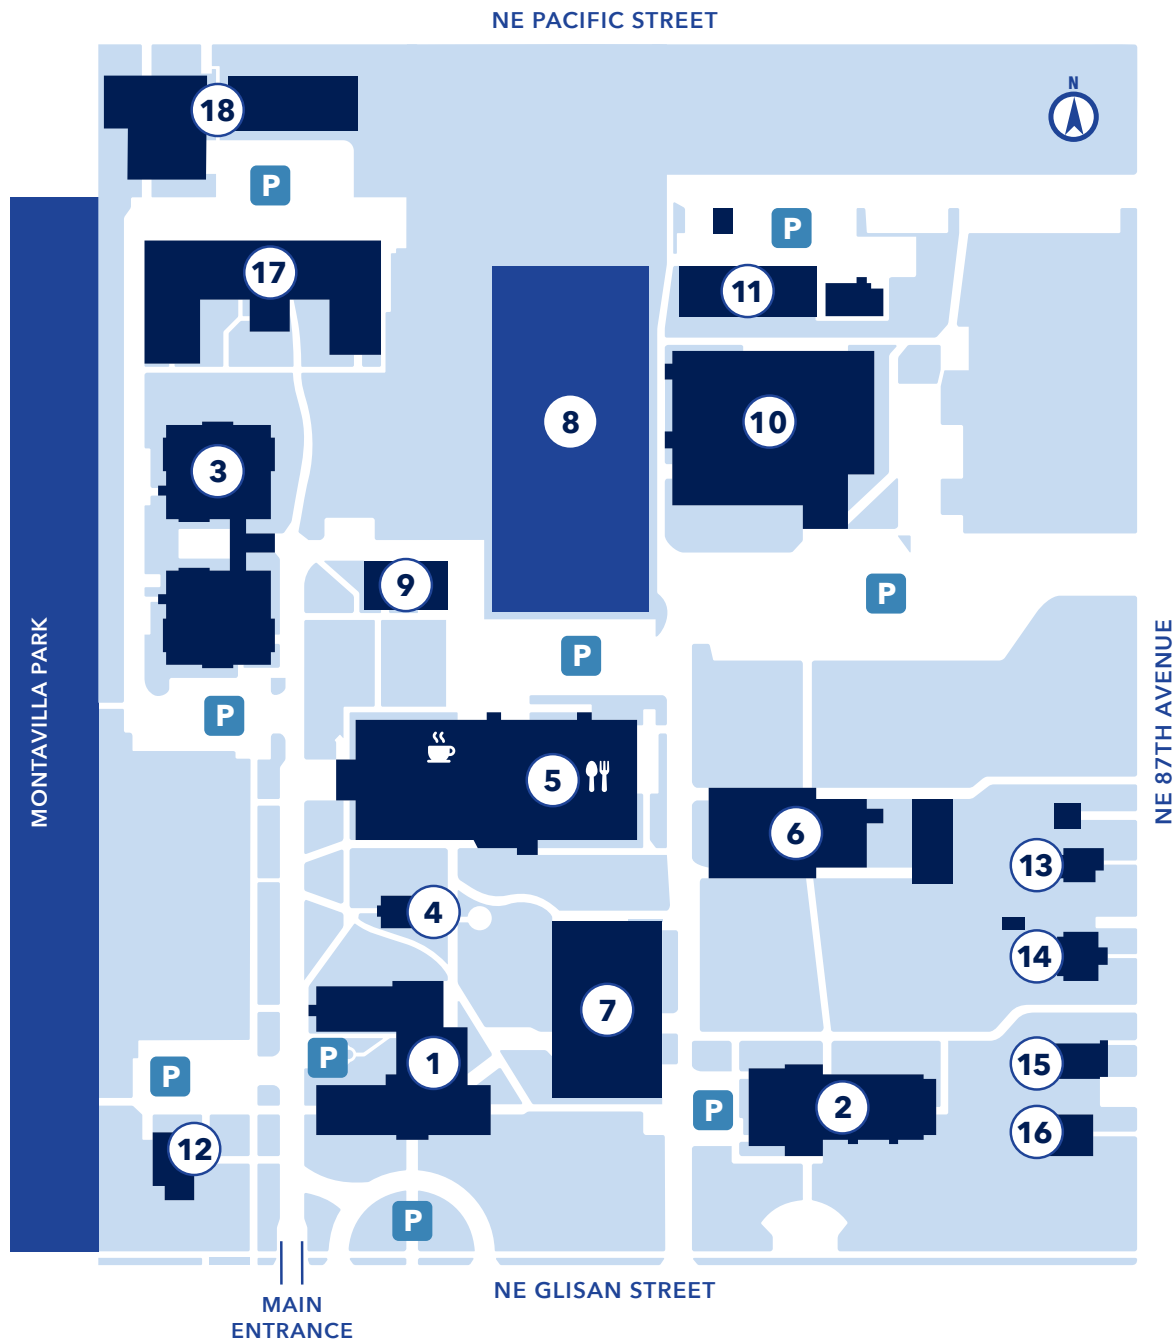 NE PACIFIC STREET
N
18
P
P
17
11
8
10
3
9
P
P
P
MONTAVILLA PARK
NE 87TH AVENUE
5
6
13
4
14
7
P
P
1
15
2
P
12
16
P
NE GLISAN STREET
MAIN
ENTRANCE